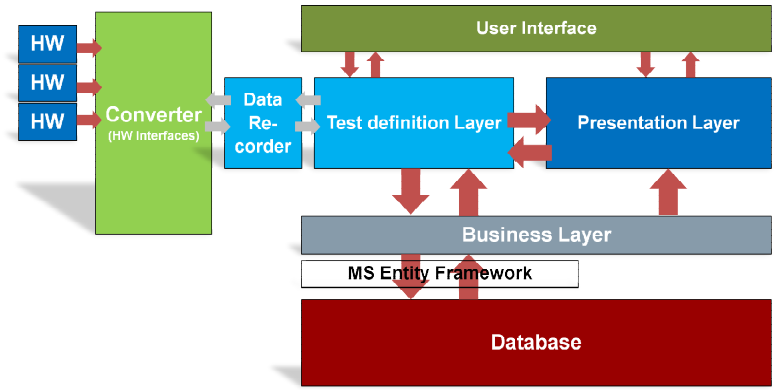 HW
HW
HW
Converter
(HW Interfaces)
Data
Re-
corder
User Interface
Test definition Layer
Presentation Layer
Business Layer
MS Entity Framework
Database